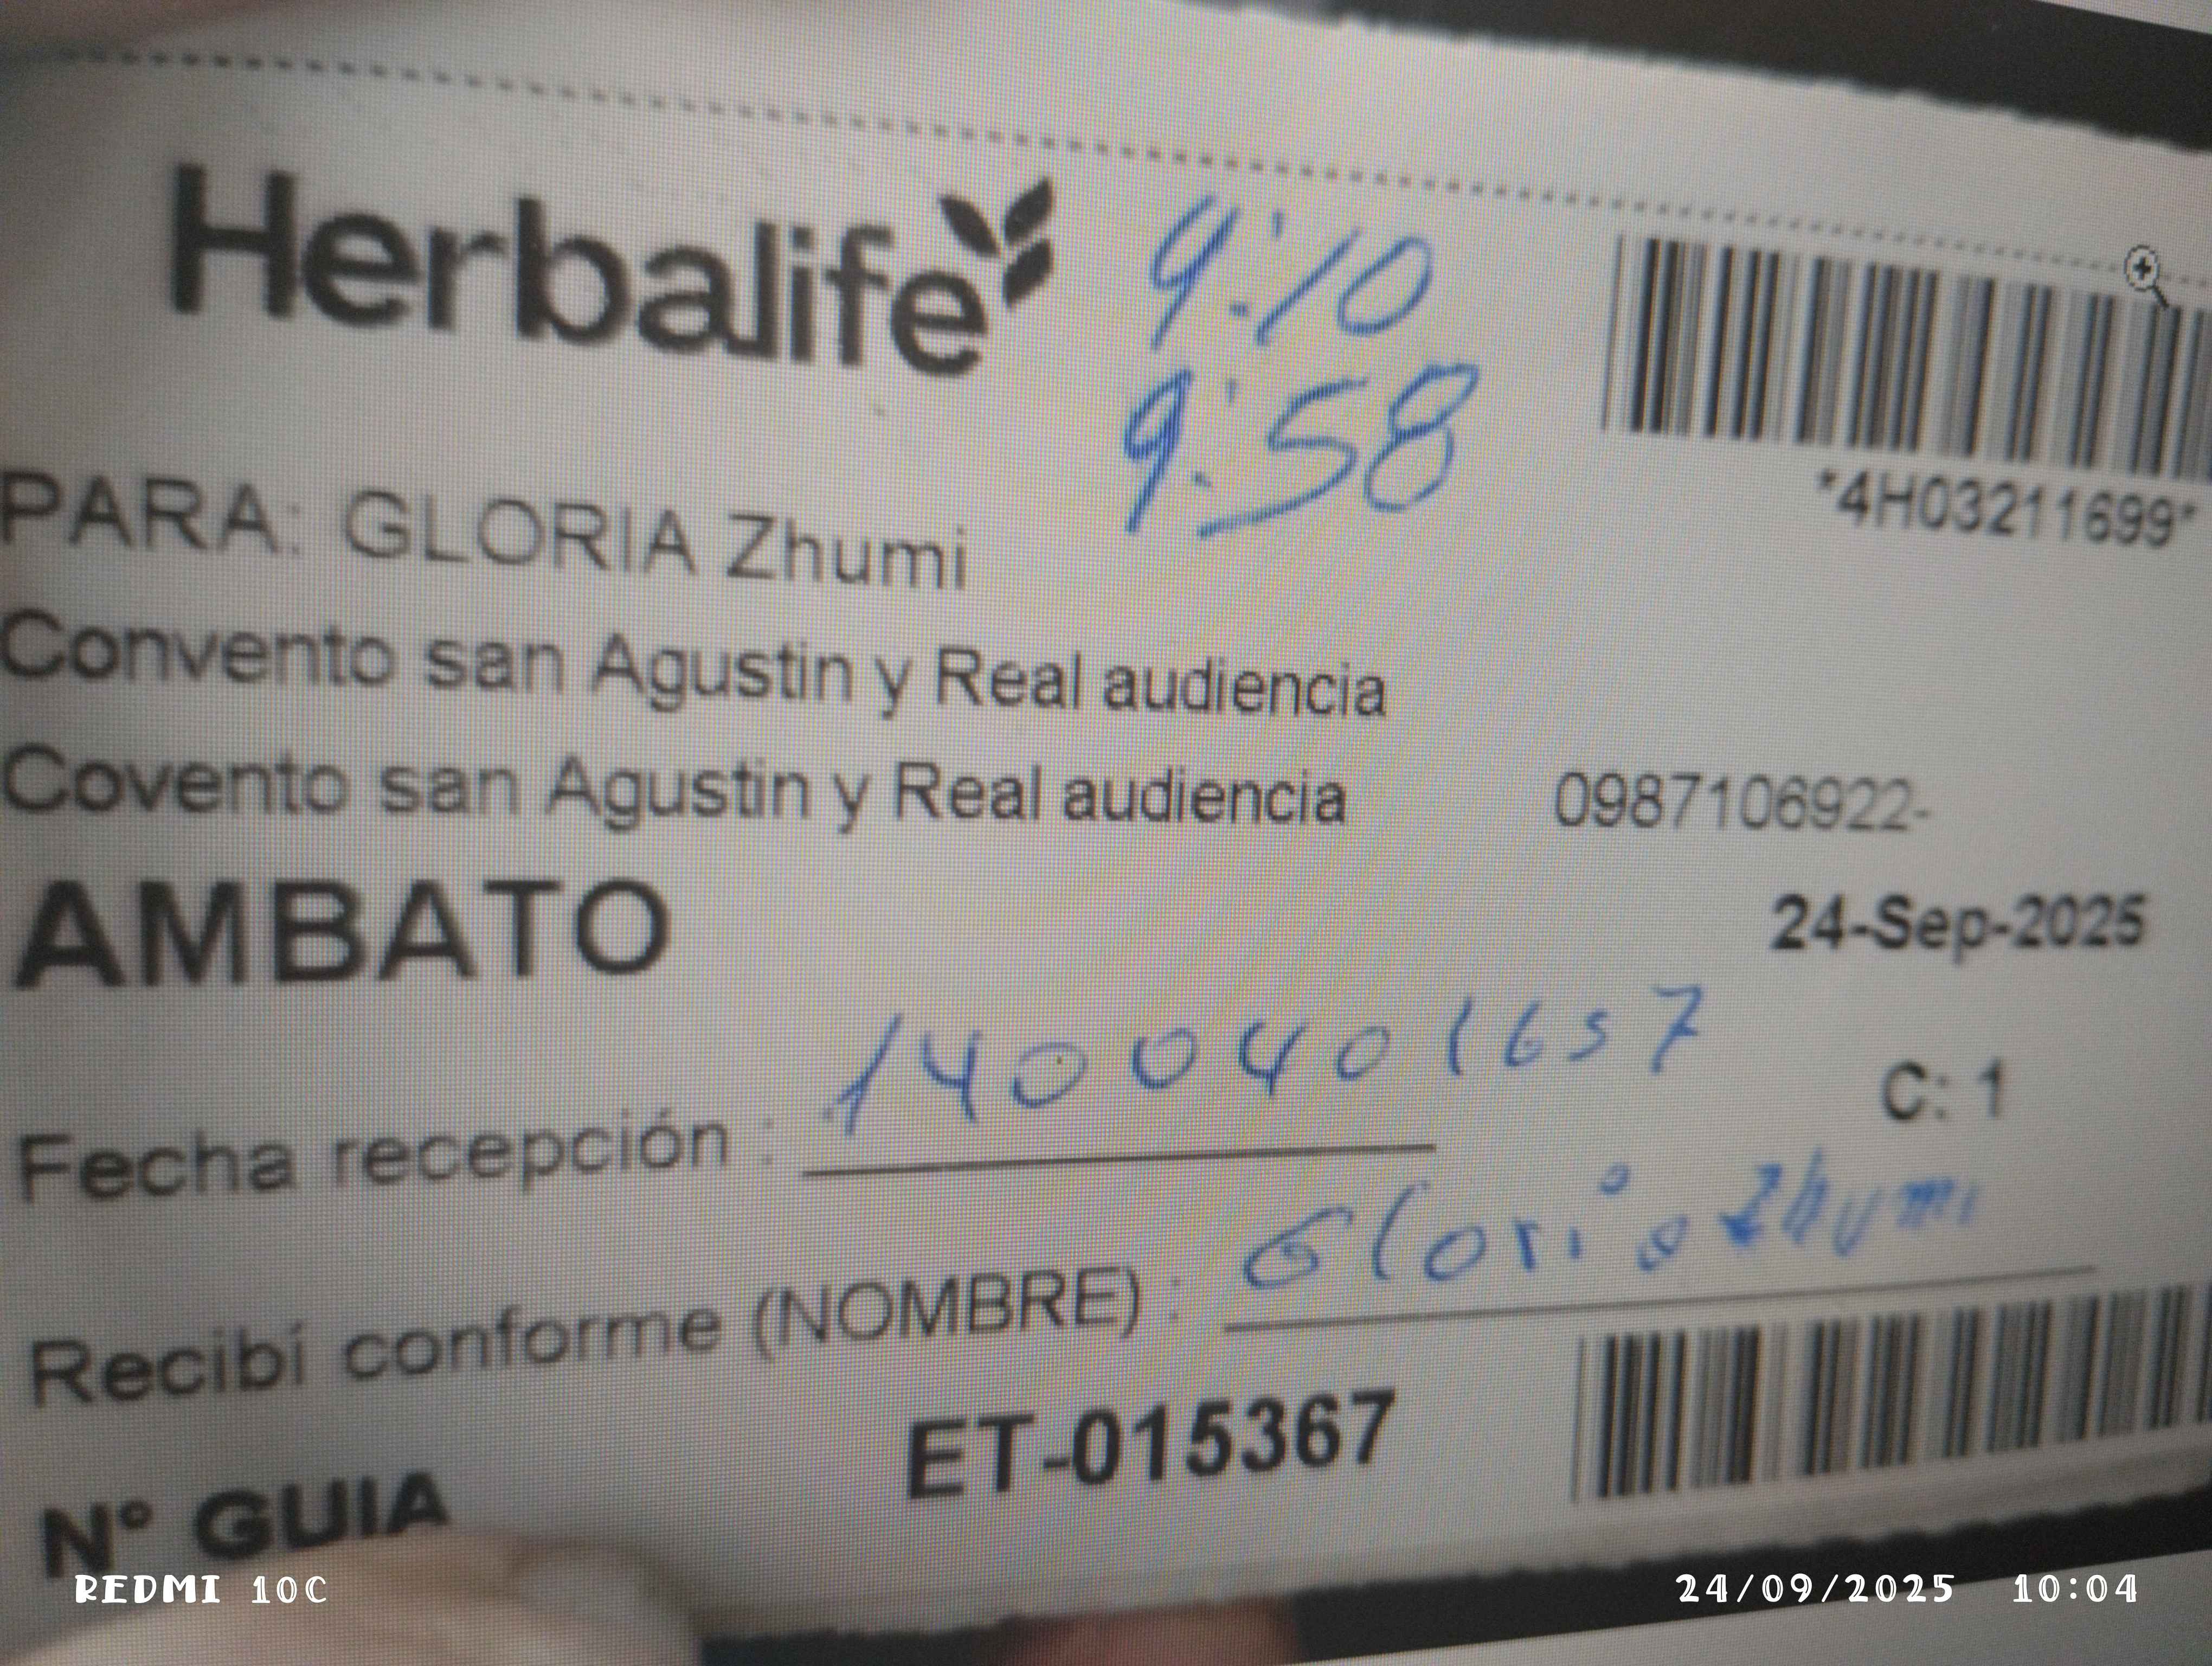 Herbalife
9:10
9:58
*4H03211699*
PARA: GLORIA Zhumi
Convento san Agustin y Real audiencia
Covento san Agustin y Real audiencia 0987106922-
AMBATO
24-Sep-2025
Fecha recepción : 1400401657
C: 1
Recibí conforme (NOMBRE) : Gloria Zhumi
Nº GUIA ET-015367
REDMI 10C 24/09/2025 10:04